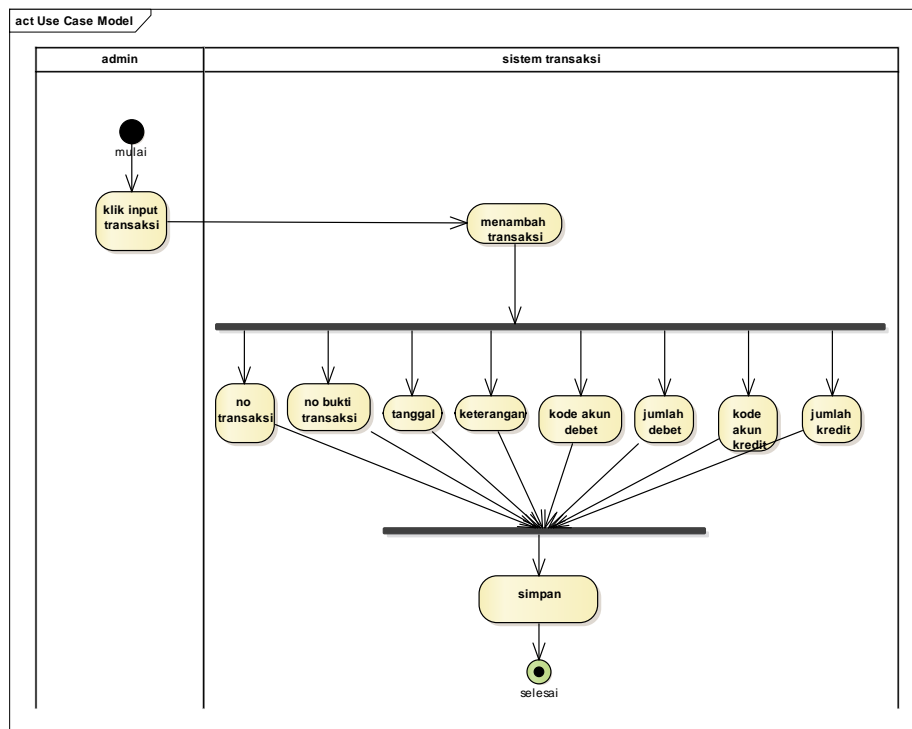 act Use Case Model
admin
sistem transaksi
mulai
klik input
transaksi
menambah
transaksi
no
transaksi
no bukti
transaksi
tanggal
keterangan
kode akun
debet
jumlah
debet
kode
akun
kredit
jumlah
kredit
simpan
selesai